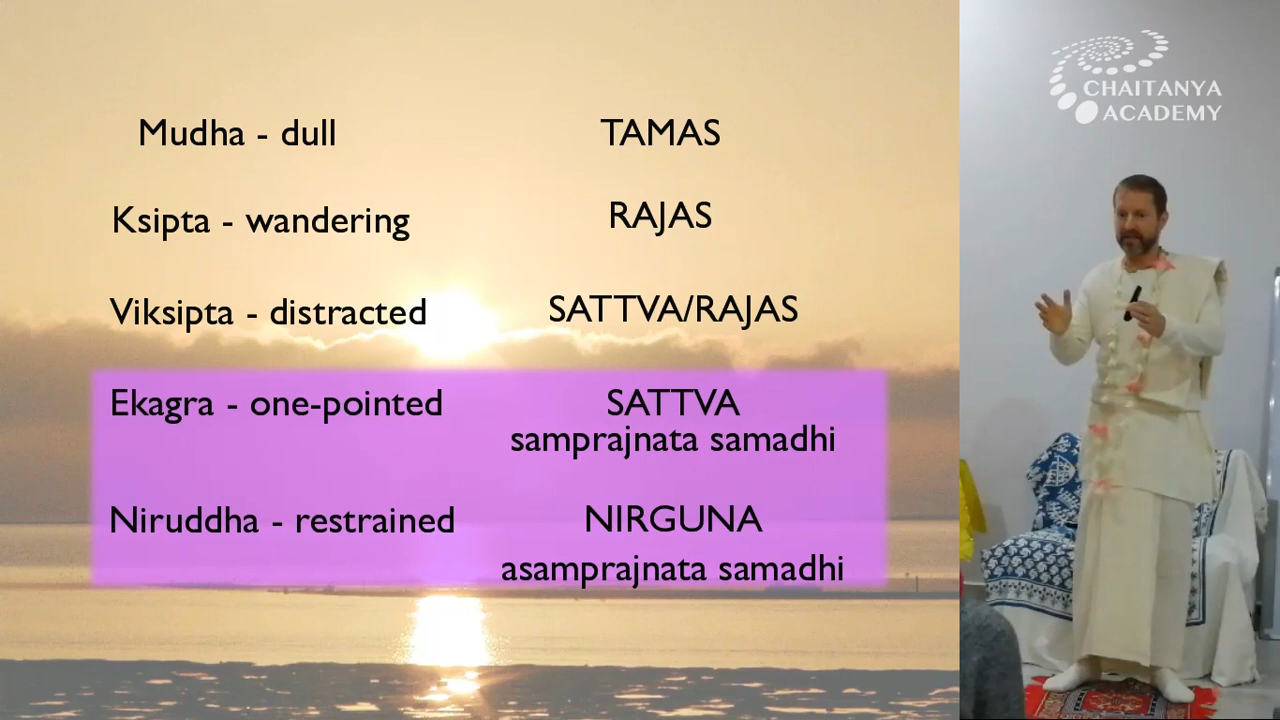 Mudha - dull
TAMAS
Ksipta - wandering
RAJAS
Viksipta - distracted
SATTVA/RAJAS
Ekagra - one-pointed
SATTVA
samprajnata samadhi
Niruddha - restrained
NIRGUNA
asamprajnata samadhi
CHAITANYA
ACADEMY